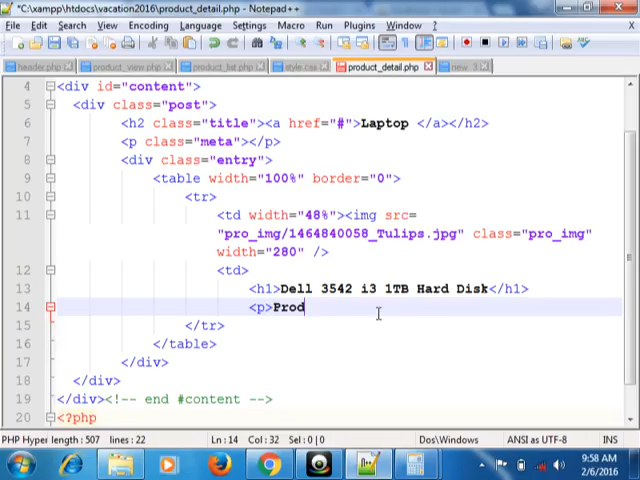 *C:\xampp\htdocs\vacation2016\product_detail.php - Notepad++
File Edit Search View Encoding Language Settings Macro Run Plugins Window ? X
header.php product_view.php product_list.php style.css product_detail.php new 3
4 <div id="content">
5 <div class="post">
6 <h2 class="title"><a href="#">Laptop </a></h2>
7 <p class="meta"></p>
8 <div class="entry">
9 <table width="100%" border="0">
10 <tr>
11 <td width="48%"><img src=
"pro_img/1464840058_Tulips.jpg" class="pro_img"
width="280" />
12 <td>
13 <h1>Dell 3542 i3 1TB Hard Disk</h1>
14 <p>Prod
15 </tr>
16 </table>
17 </div>
18 </div>
19 </div><!-- end #content -->
20 <?php
PHP Hyper length : 507 lines : 22 Ln : 14 Col : 32 Sel : 0 | 0 Dos\Windows ANSI as UTF-8 INS
9:58 AM
2/6/2016